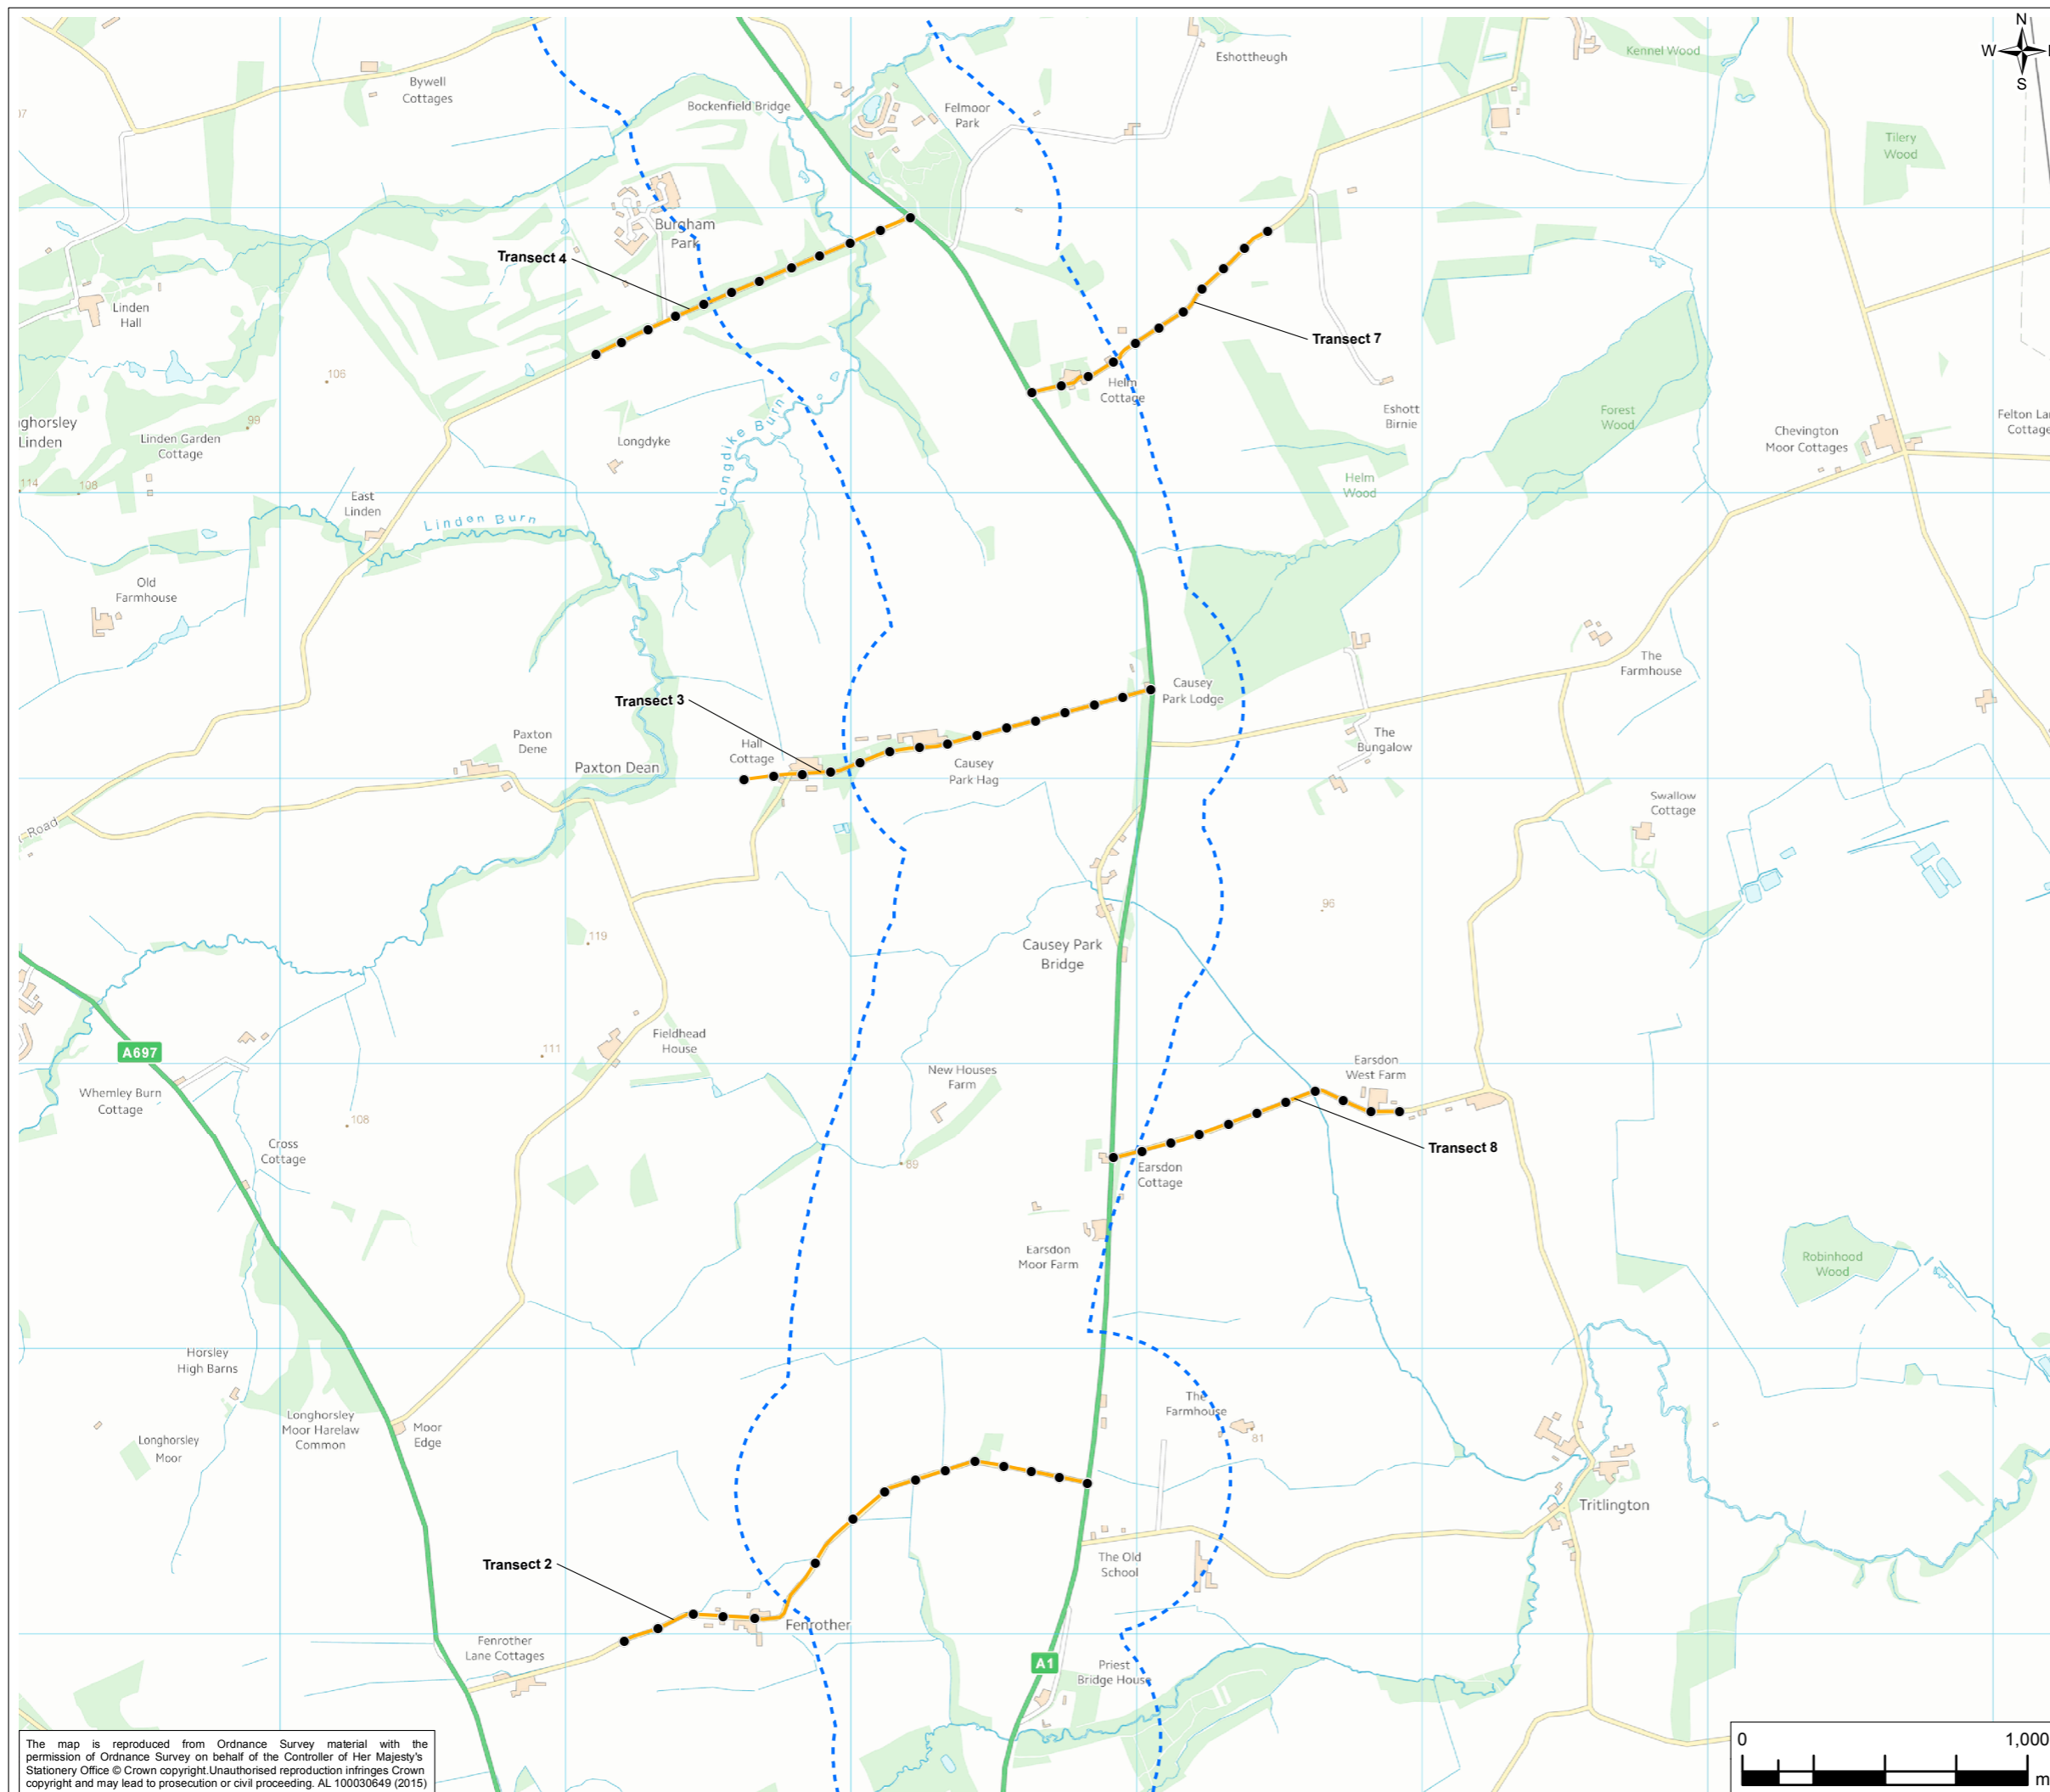 N
W
S
Kennel Wood
Eshottheugh
Bywell
Cottages
Bockenfield Bridge
Felmoor
Park
Tilery
Wood
Burgham
Park
Transect 4
Linden
Hall
Transect 7
106
Helm
Cottage
Eshott
Birnie
Forest
Wood
Felton La
Cottage
Chevington
Moor Cottages
99
ghorsley
Linden
Linden Garden
Cottage
Longdyke
Longdike Burn
114
108
East
Linden
Helm
Wood
Linden Burn
Old
Farmhouse
The
Farmhouse
Transect 3
Causey
Park Lodge
Paxton
Dene
Hall
Cottage
The
Bungalow
Paxton Dean
Causey
Park Hag
Swallow
Cottage
Road
96
119
Causey Park
Bridge
A697
Fieldhead
House
111
Earsdon
West Farm
New Houses
Farm
Whemley Burn
Cottage
108
Cross
Cottage
Transect 8
89
Earsdon
Cottage
Earsdon
Moor Farm
Robinhood
Wood
Horsley
High Barns
The
Farmhouse
Longhorsley
Moor Harelaw
Common
Moor
Edge
81
Longhorsley
Moor
Tritlington
Transect 2
The Old
School
Fenrother
Fenrother
Lane Cottages
A1
Priest
Bridge House
The map is reproduced from Ordnance Survey material with the
permission of Ordnance Survey on behalf of the Controller of Her Majesty's
Stationery Office © Crown copyright.Unauthorised reproduction infringes Crown
copyright and may lead to prosecution or civil proceeding. AL 100030649 (2015)
0
1,000
m